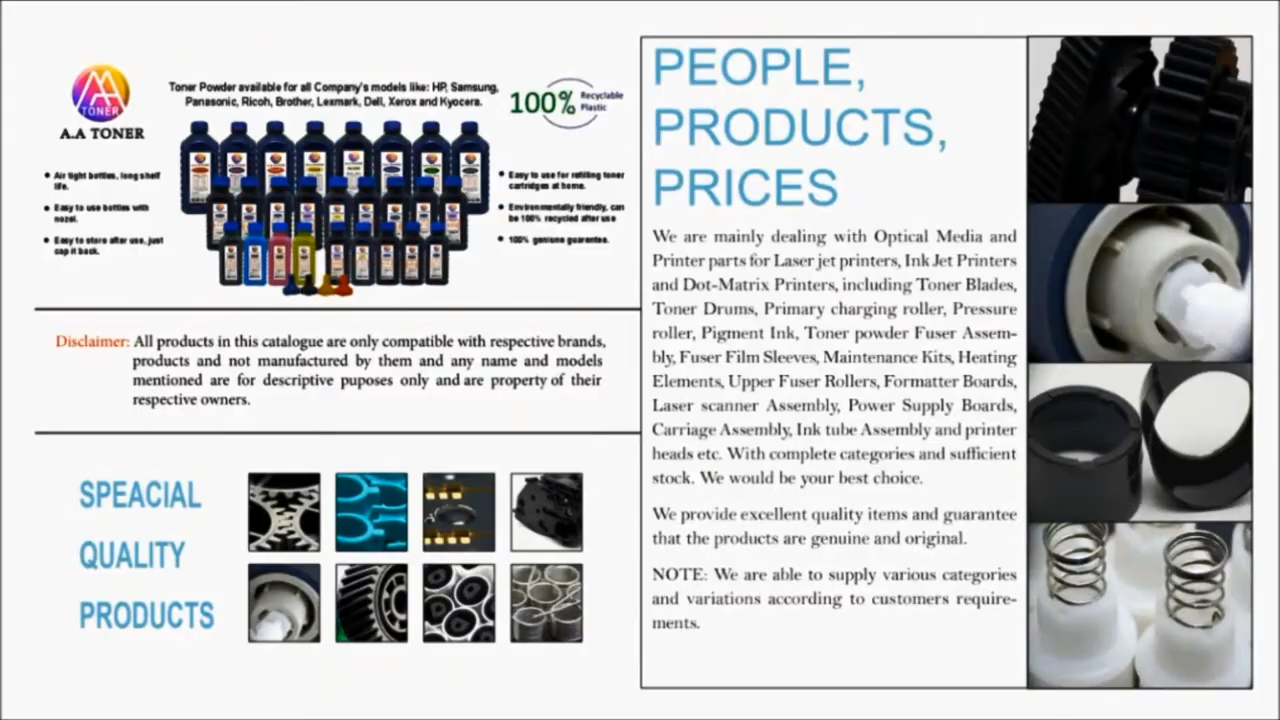 AA
TONER
A.A TONER
Toner Powder available for all Company's models like: HP, Samsung,
Panasonic, Ricoh, Brother, Lexmark, Dell, Xerox and Kyocera.
100% Recyclable
Plastic
Air tight bottles, long shelf
life.
Easy to use bottles with
nozel.
Easy to store after use, just
cap it back.
Easy to use for refilling toner
cartridges at home.
Environmentally friendly, can
be 100% recycled after use
100% genuine guarantee.
Disclaimer: All products in this catalogue are only compatible with respective brands,
products and not manufactured by them and any name and models
mentioned are for descriptive puposes only and are property of their
respective owners.
SPEACIAL
QUALITY
PRODUCTS
PEOPLE,
PRODUCTS,
PRICES
We are mainly dealing with Optical Media and
Printer parts for Laser jet printers, Ink Jet Printers
and Dot-Matrix Printers, including Toner Blades,
Toner Drums, Primary charging roller, Pressure
roller, Pigment Ink, Toner powder Fuser Assem-
bly, Fuser Film Sleeves, Maintenance Kits, Heating
Elements, Upper Fuser Rollers, Formatter Boards,
Laser scanner Assembly, Power Supply Boards,
Carriage Assembly, Ink tube Assembly and printer
heads etc. With complete categories and sufficient
stock. We would be your best choice.
We provide excellent quality items and guarantee
that the products are genuine and original.
NOTE: We are able to supply various categories
and variations according to customers require-
ments.